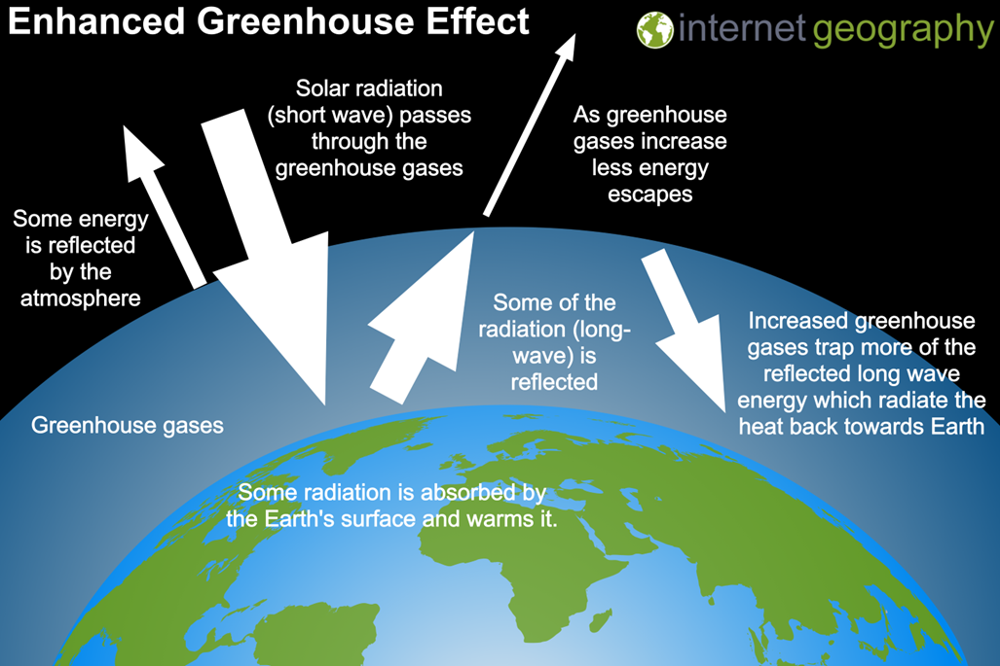 Enhanced Greenhouse Effect
internet geography
Solar radiation
(short wave) passes
through the
greenhouse gases
As greenhouse
gases increase
less energy
escapes
Some energy
is reflected
by the
atmosphere
Some of the
radiation (long-
wave) is
reflected
Increased greenhouse
gases trap more of the
reflected long wave
energy which radiate the
heat back towards Earth
Greenhouse gases
Some radiation is absorbed by
the Earth's surface and warms it.